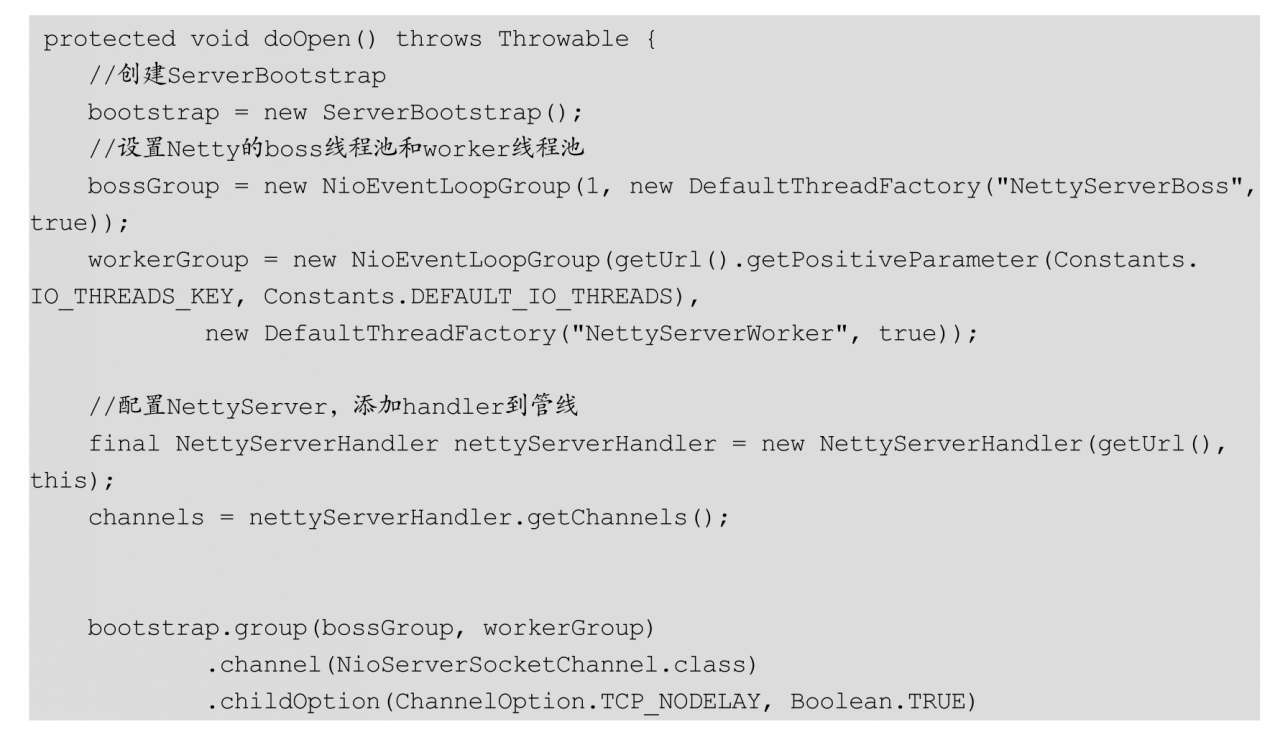 protected void doOpen() throws Throwable {
//创建ServerBootstrap
bootstrap = new ServerBootstrap();
//设置Netty的boss线程池和worker线程池
bossGroup = new NioEventLoopGroup(1, new DefaultThreadFactory("NettyServerBoss",
true));
workerGroup = new NioEventLoopGroup(getUrl().getPositiveParameter(Constants.
IO_THREADS_KEY, Constants.DEFAULT_IO_THREADS),
new DefaultThreadFactory("NettyServerWorker", true));
//配置NettyServer，添加handler到管线
final NettyServerHandler nettyServerHandler = new NettyServerHandler(getUrl(),
this);
channels = nettyServerHandler.getChannels();
bootstrap.group(bossGroup, workerGroup)
.channel(NioServerSocketChannel.class)
.childOption(ChannelOption.TCP_NODELAY, Boolean.TRUE)